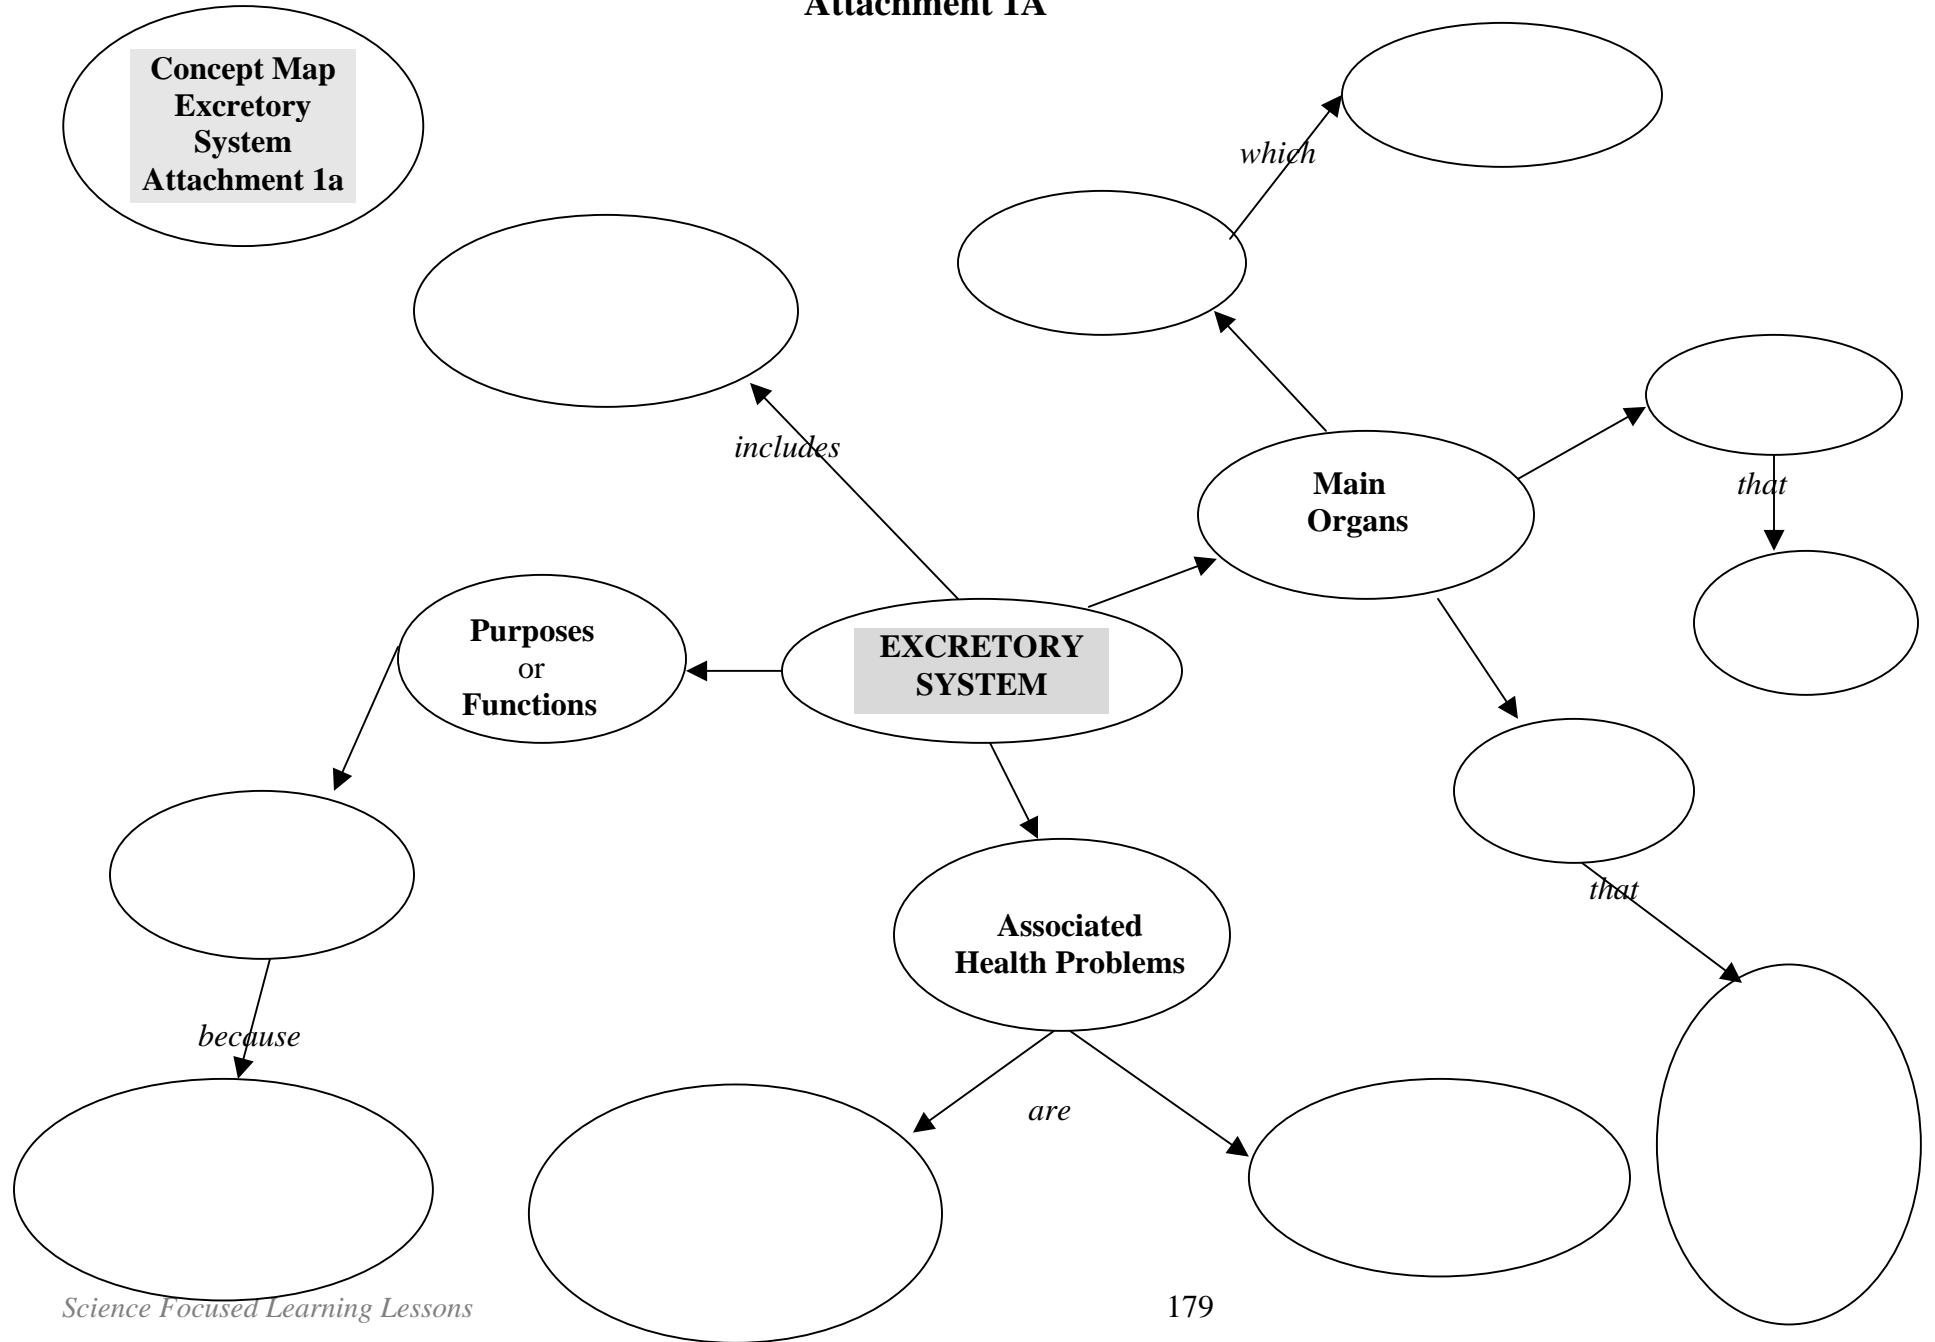 Attachment 1A
Concept Map
Excretory
System
Attachment 1a
which
includes
that
Main
Organs
Purposes
or
Functions
EXCRETORY
SYSTEM
that
Associated
Health Problems
because
are
Science Focused Learning Lessons
179